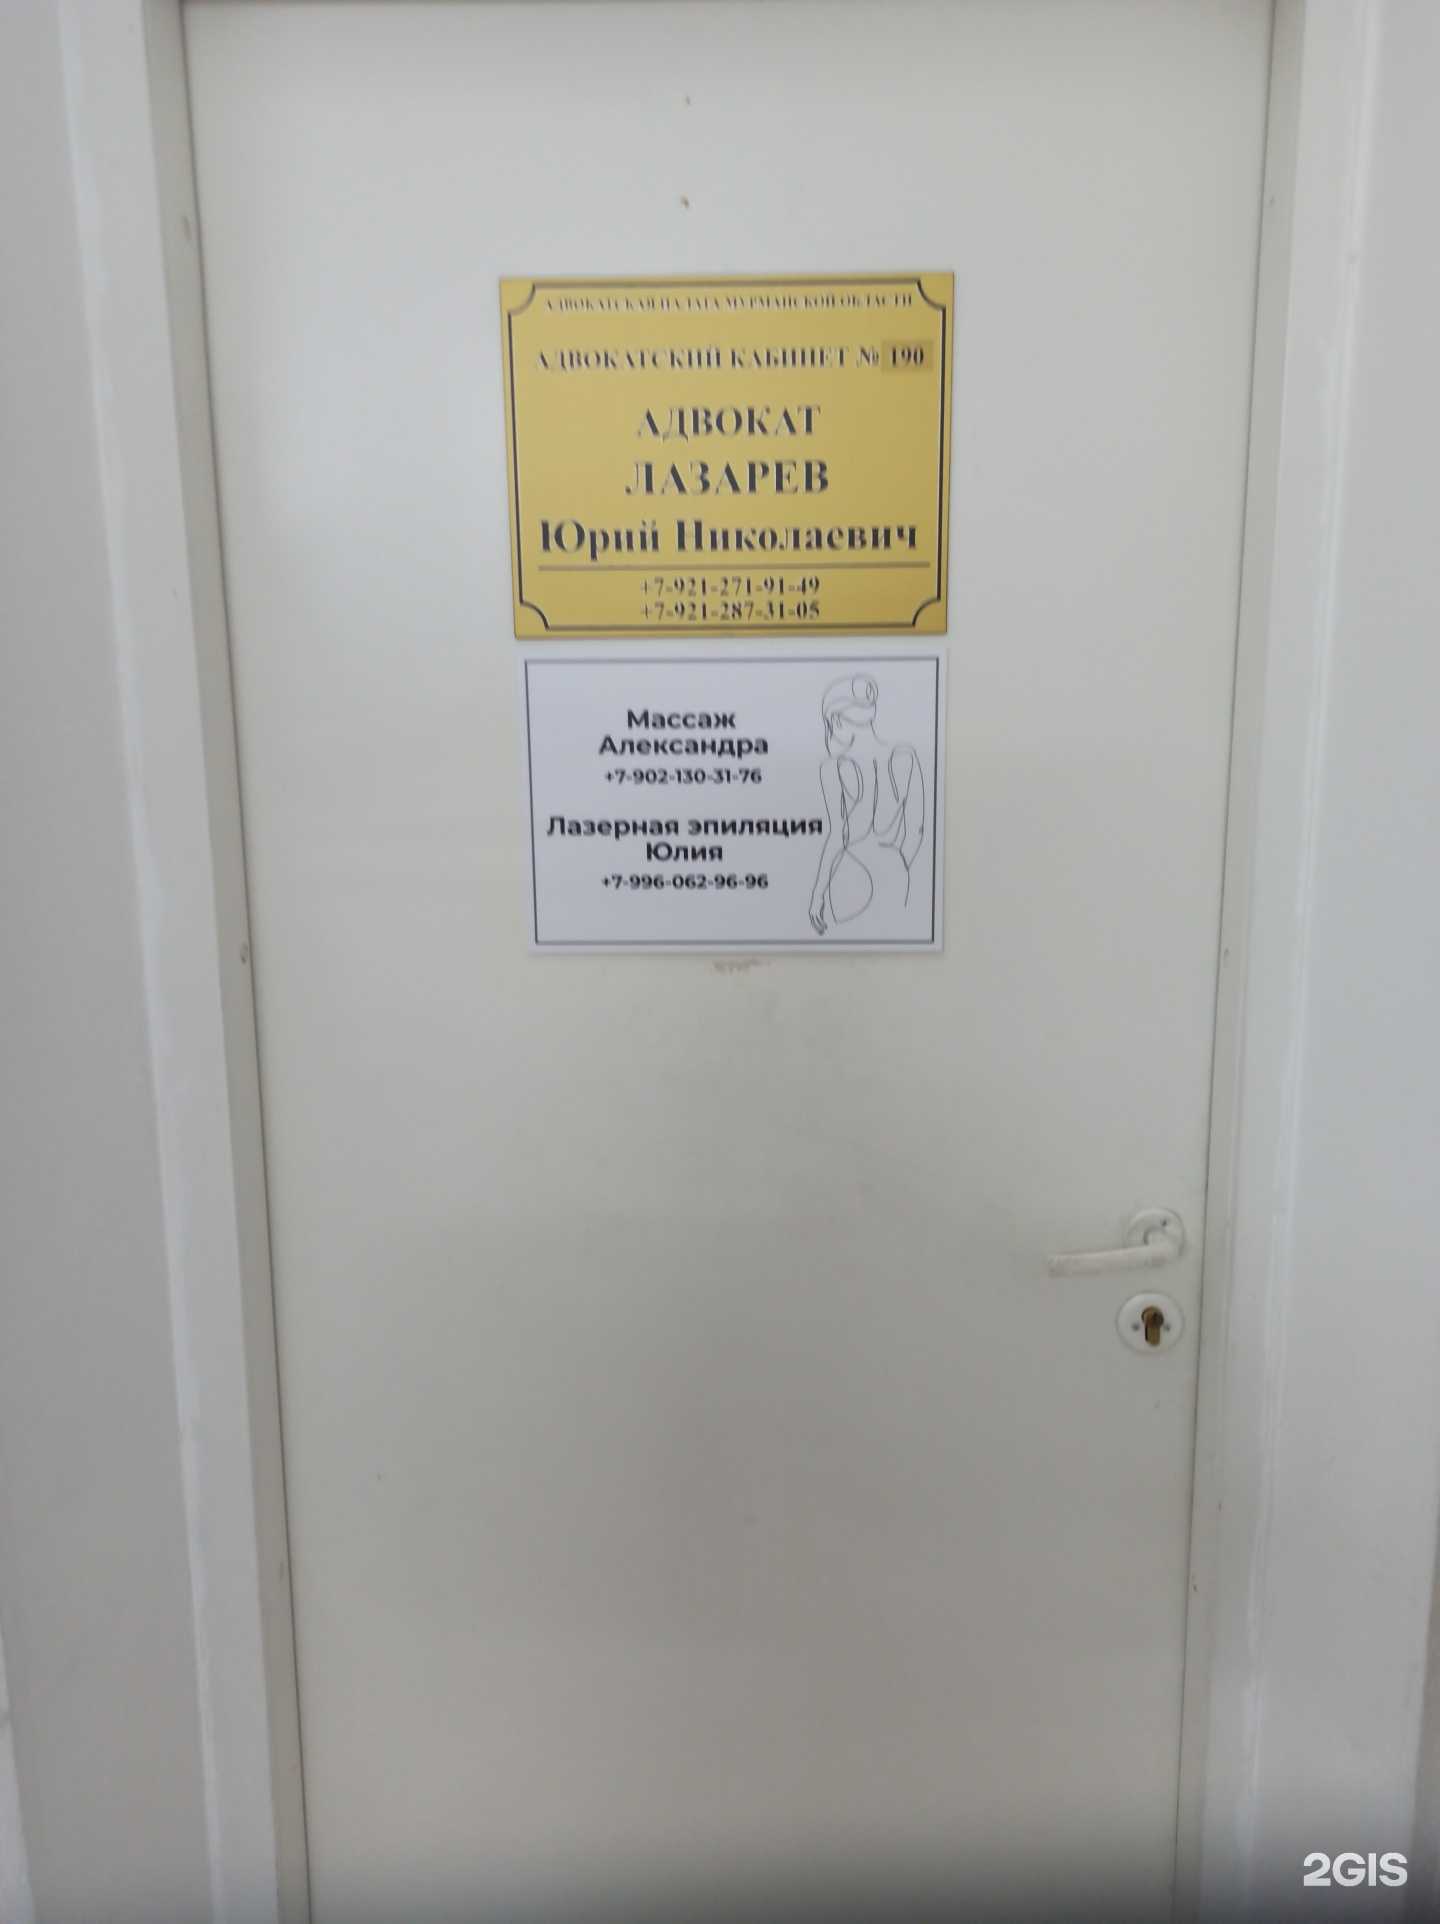 АДВОКАТСКАЯ ПАЛАТА МУРМАНСКОЙ ОБЛАСТИ
АДВОКАТСКИЙ КАБИНЕТ № 190
АДВОКАТ
ЛАЗАРЕВ
Юрий Николаевич
+7-921-271-91-49
+7-921-287-31-05
Массаж
Александра
+7-902-130-31-76
Лазерная эпиляция
Юлия
+7-996-062-96-96
2GIS